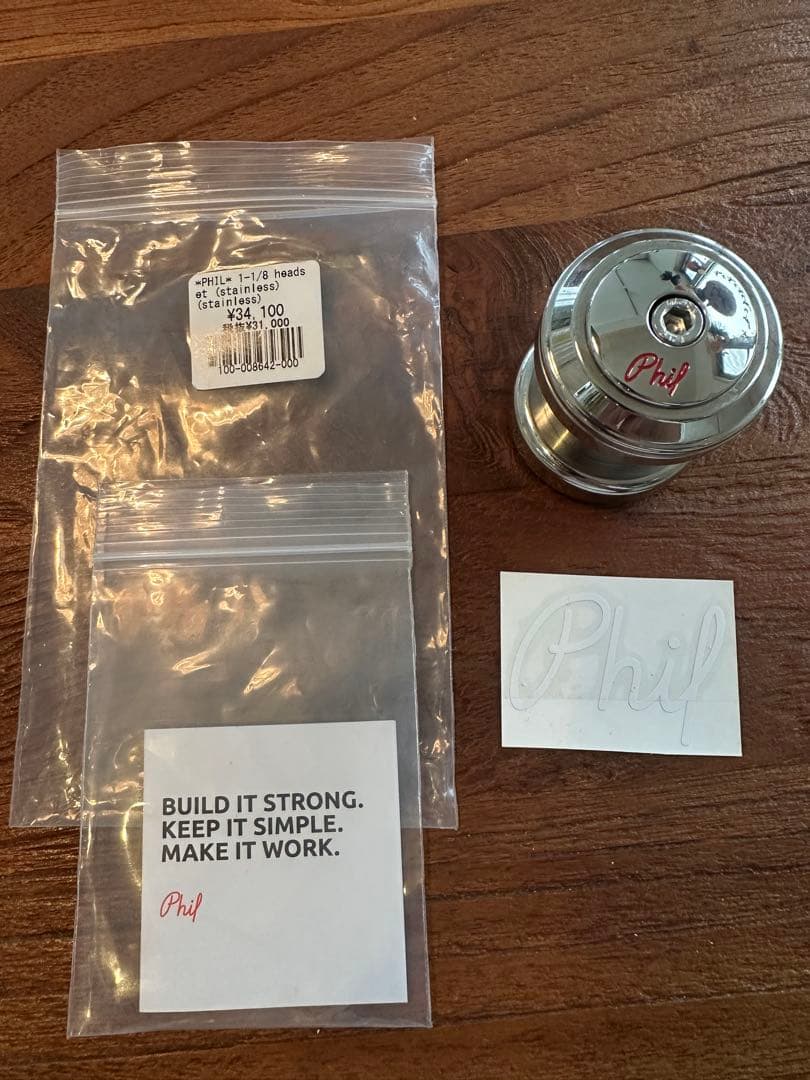 *PHIL* 1-1/8 heads
et (stainless)
(stainless)
¥34,100
税抜¥31,000
100-008642-000
Phil
Phil
BUILD IT STRONG.
KEEP IT SIMPLE.
MAKE IT WORK.
Phil